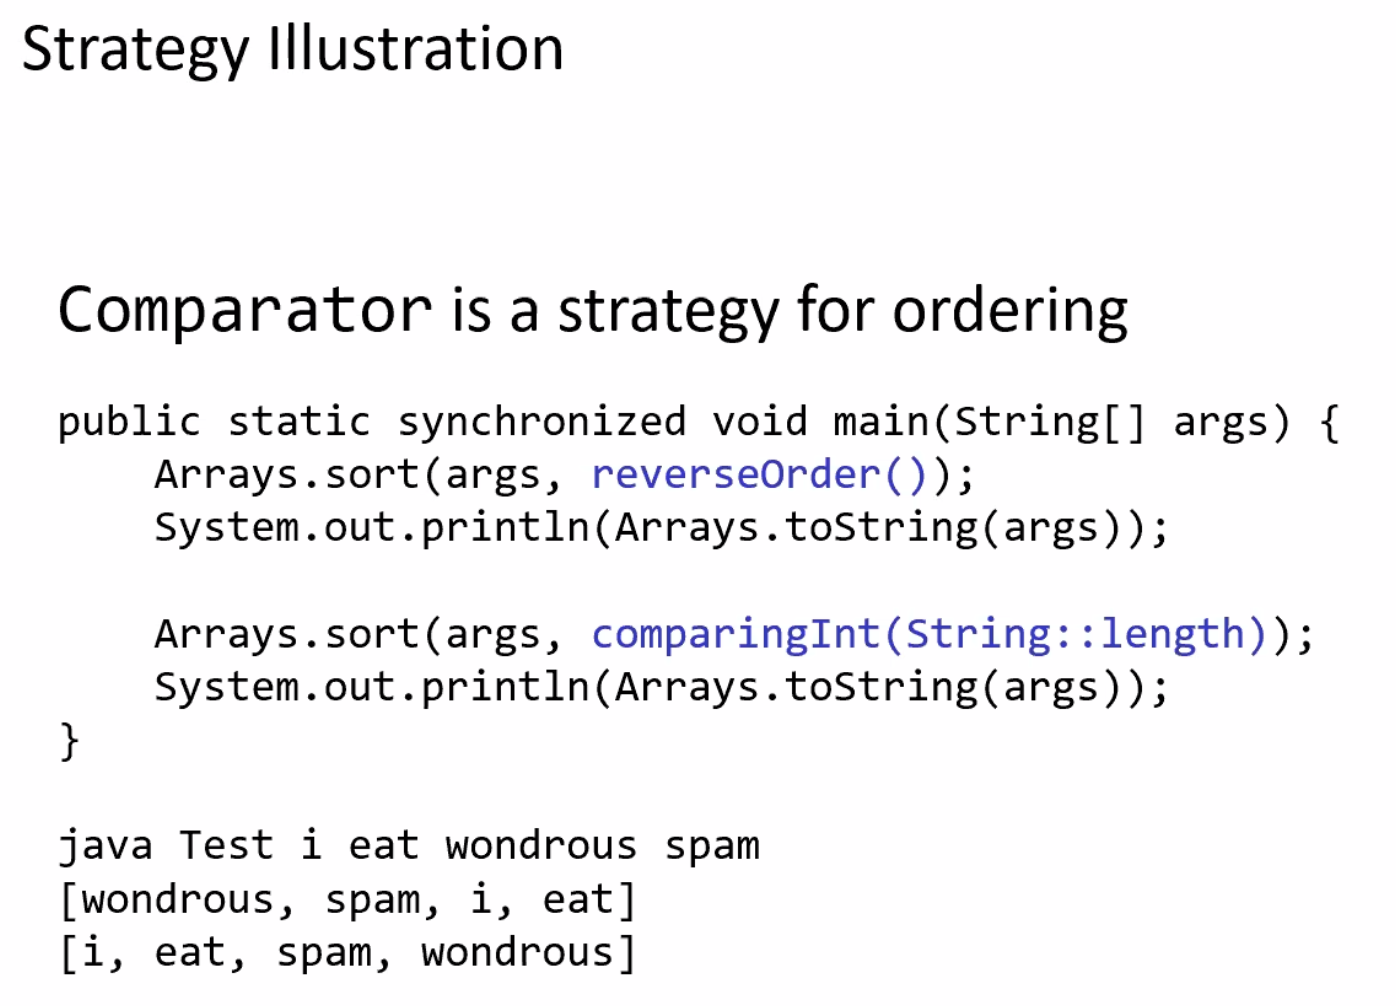 Strategy Illustration
Comparator is a strategy for ordering
public static synchronized void main(String[] args) {
    Arrays.sort(args, reverseOrder());
    System.out.println(Arrays.toString(args));

    Arrays.sort(args, comparingInt(String::length));
    System.out.println(Arrays.toString(args));
}
java Test i eat wondrous spam
[wondrous, spam, i, eat]
[i, eat, spam, wondrous]